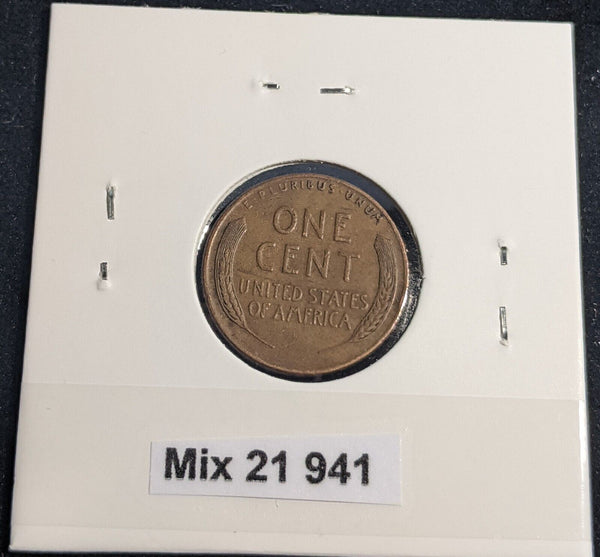 E·PLURIBUS·UNUM
ONE
CENT
UNITED STATES
OF AMERICA
Mix 21 941